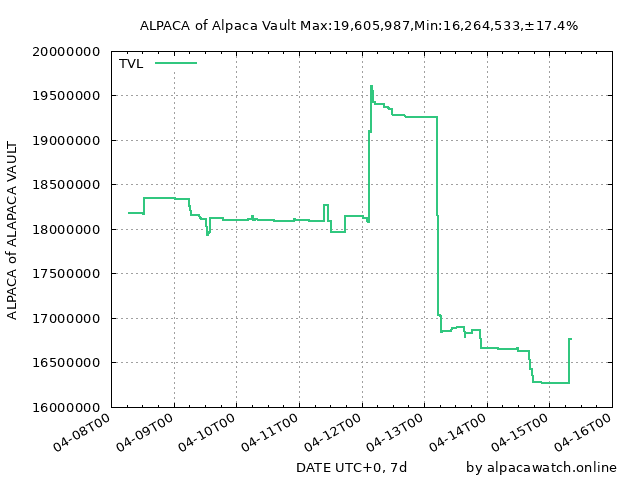 ALPACA of Alpaca Vault Max:19,605,987,Min:16,264,533,±17.4%
TVL
20000000
19500000
19000000
18500000
18000000
17500000
17000000
16500000
16000000
ALPACA of ALAPACA VAULT
04-08T00
04-09T00
04-10T00
04-11T00
04-12T00
04-13T00
04-14T00
04-15T00
04-16T00
DATE UTC+0, 7d
by alpacawatch.online